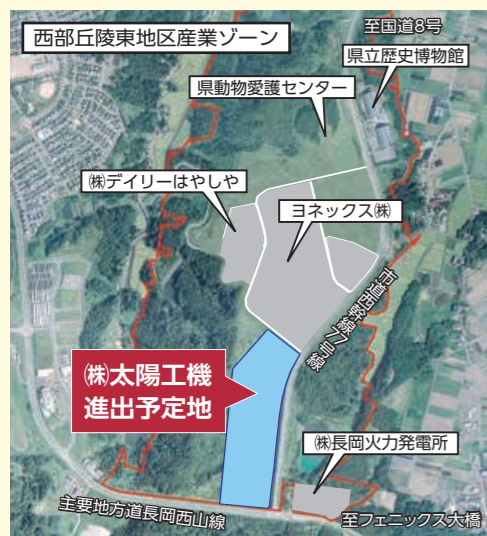 西部丘陵東地区産業ゾーン
至国道8号
県立歴史博物館
県動物愛護センター
㈱デイリーはやしや
ヨネックス㈱
市道西幹線77号線
㈱太陽工機
進出予定地
㈱長岡火力発電所
主要地方道長岡西山線
至フェニックス大橋